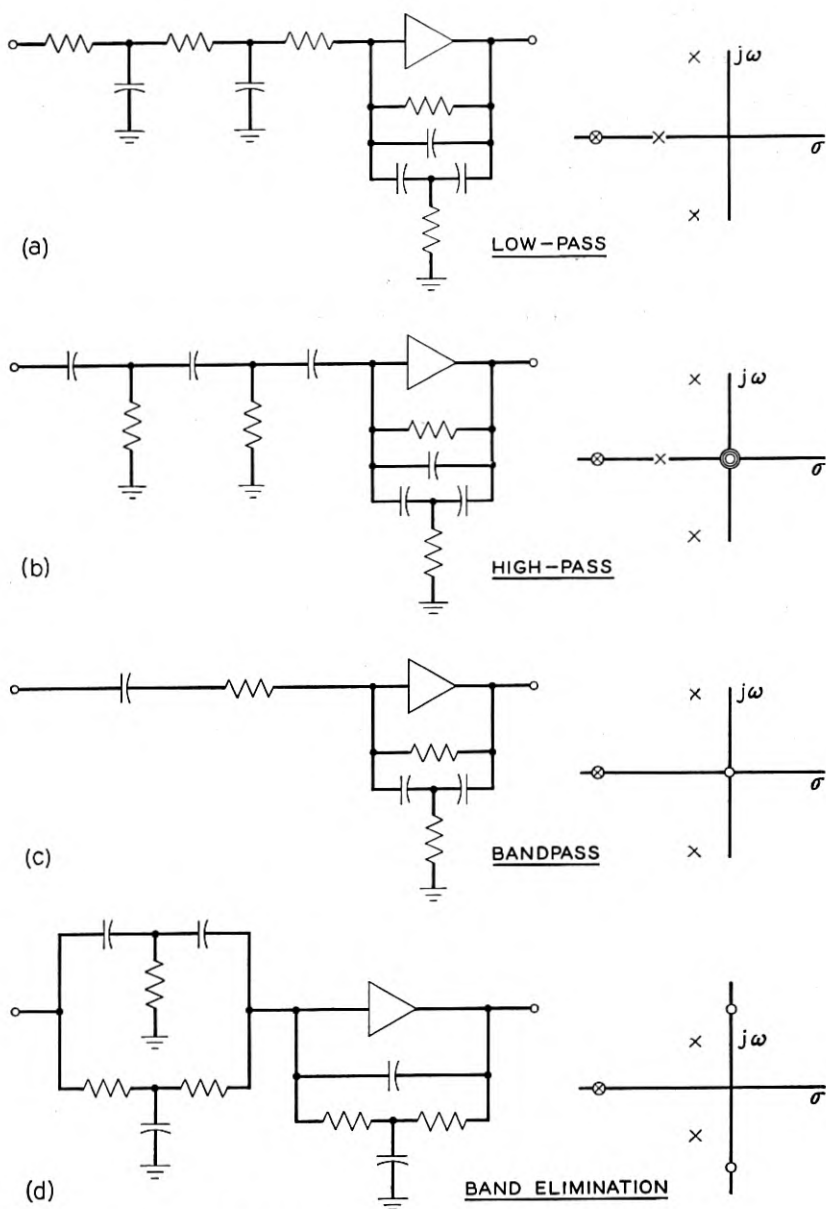 jω
σ
(a)
LOW-PASS
jω
σ
(b)
HIGH-PASS
jω
σ
(c)
BANDPASS
jω
σ
(d)
BAND ELIMINATION